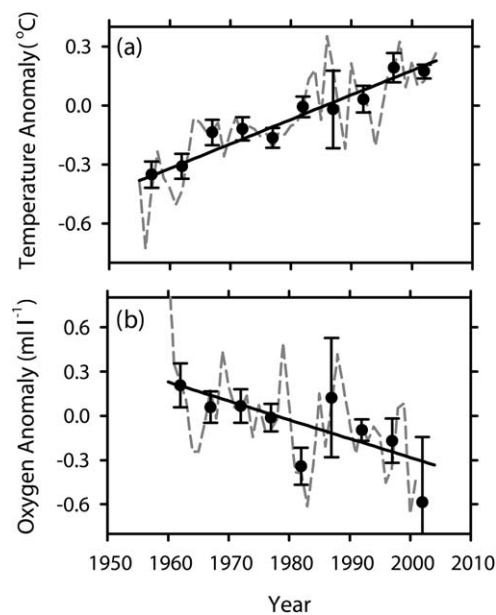 (a)
Temperature Anomaly(°C)
0.3
0.0
-0.3
-0.6
(b)
Oxygen Anomaly (ml l⁻¹)
0.6
0.3
0.0
-0.3
-0.6
1950 1960 1970 1980 1990 2000 2010
Year